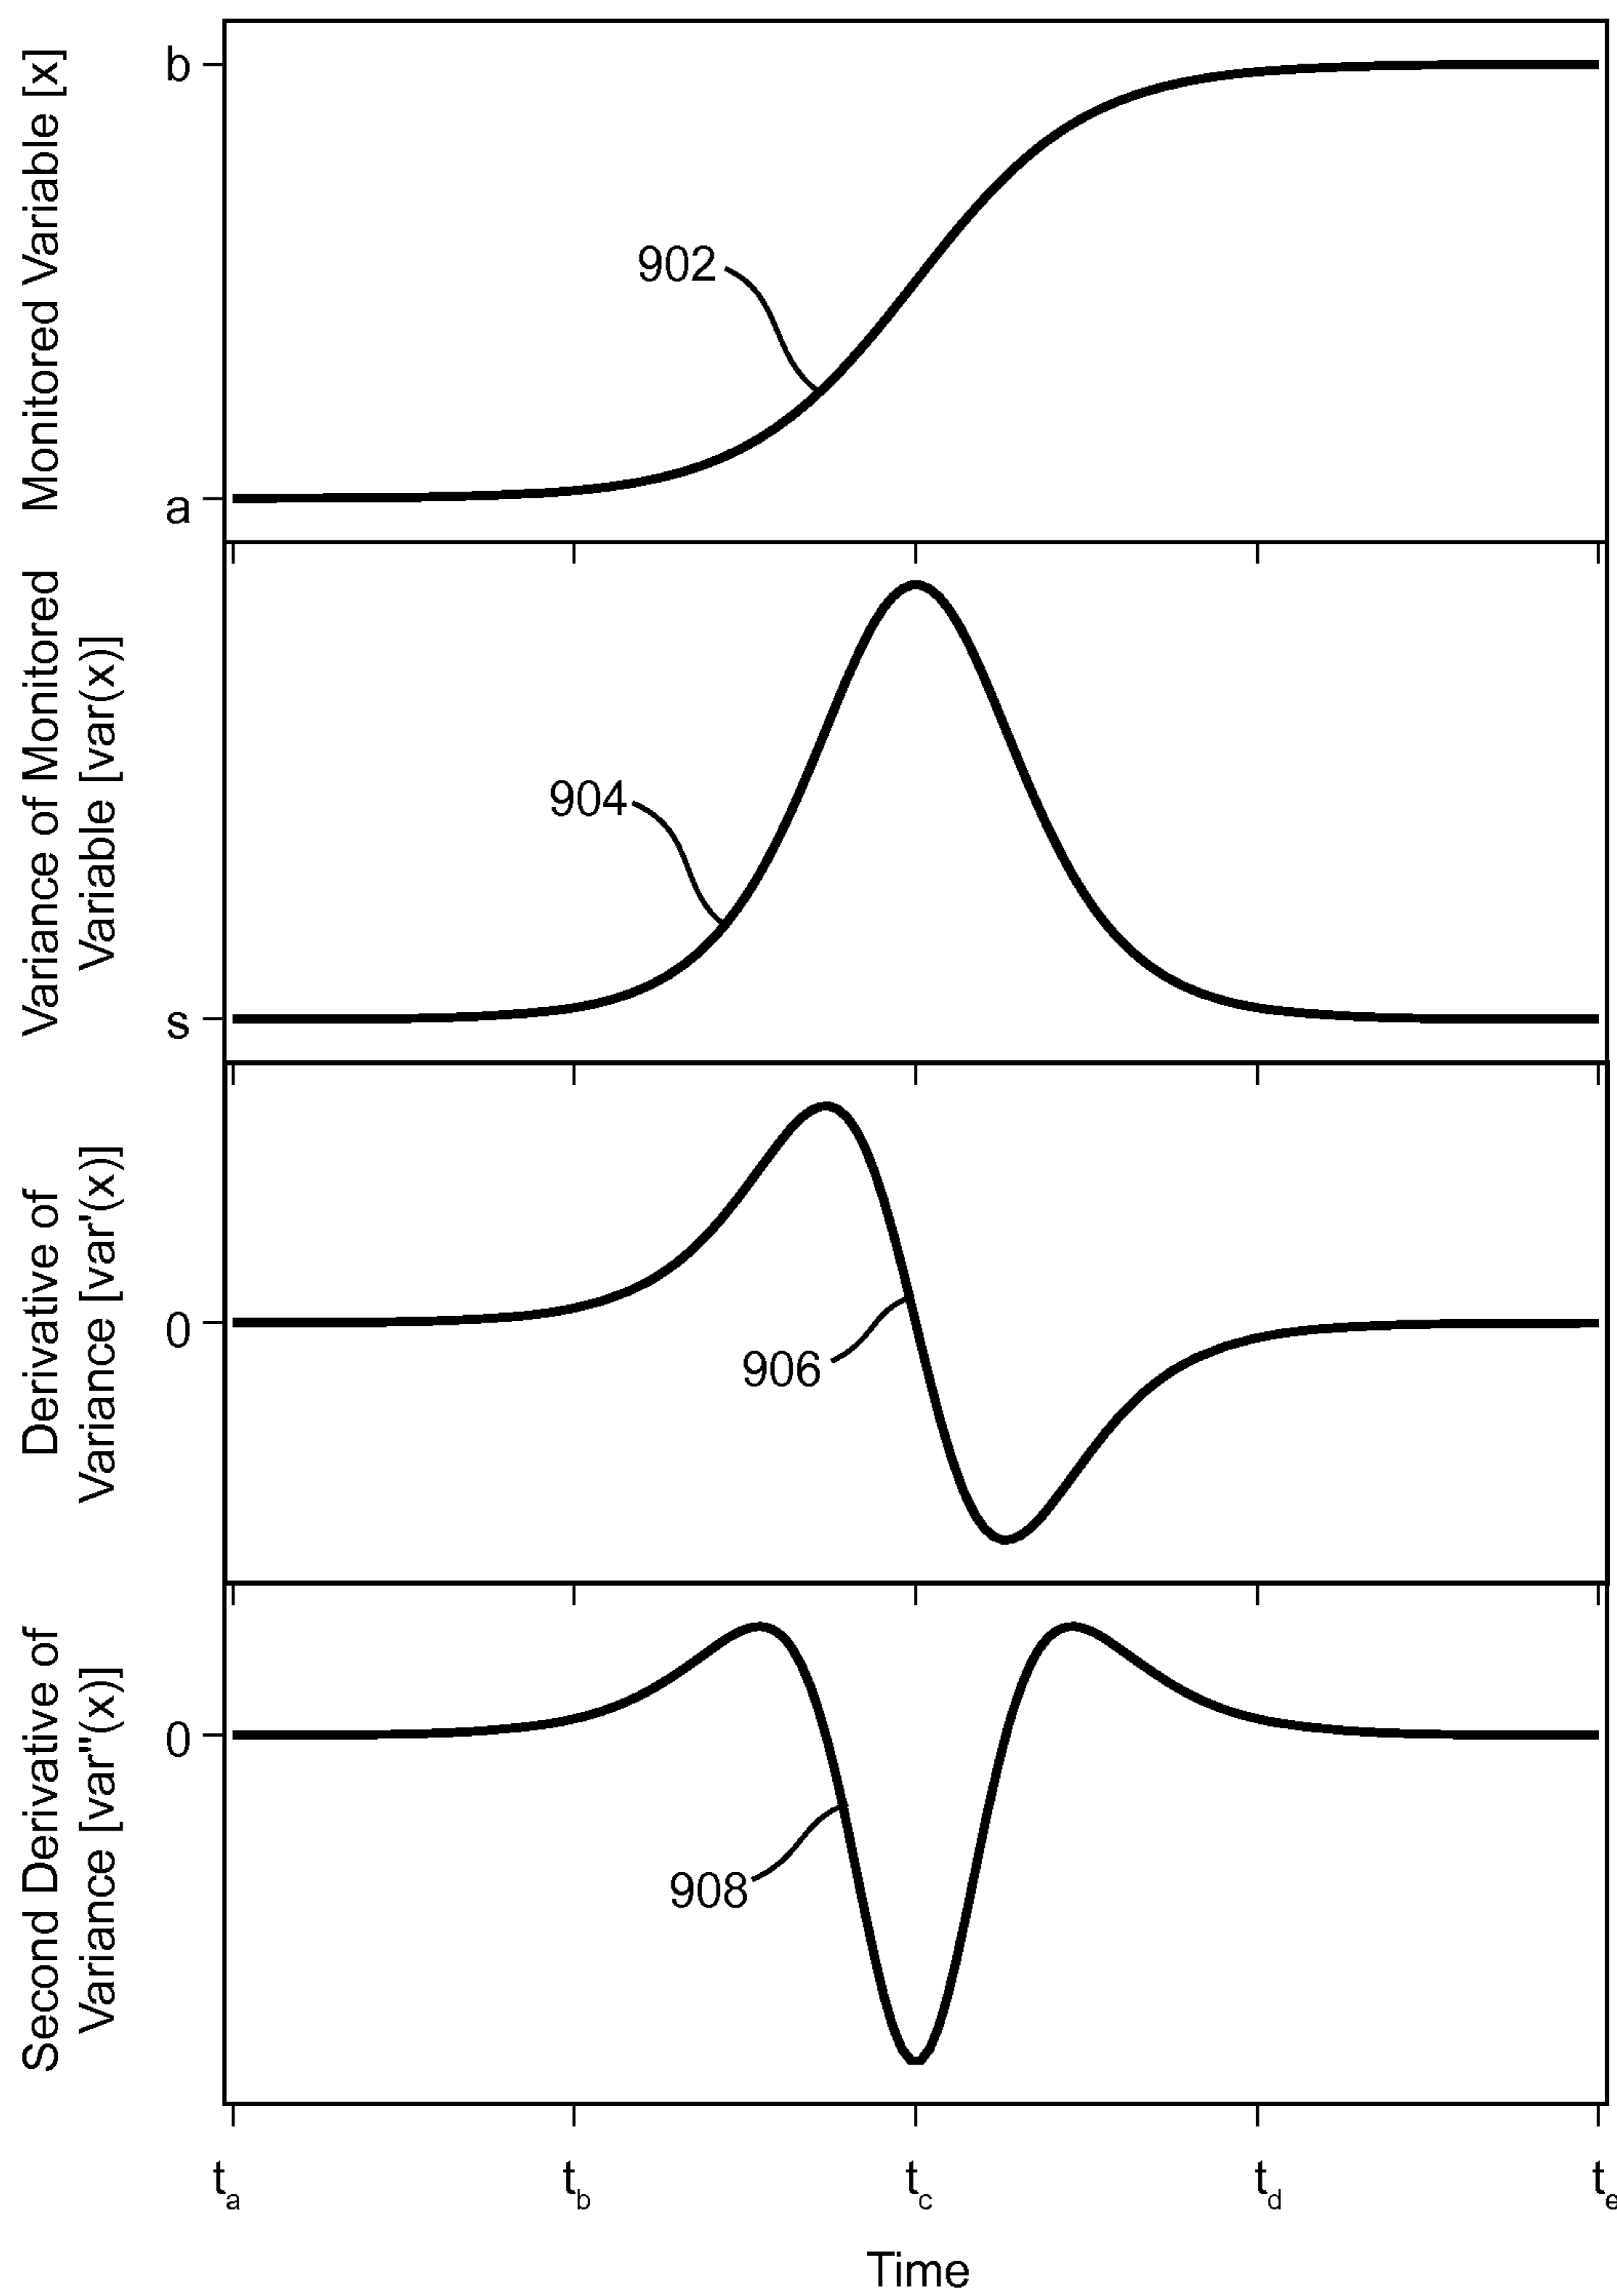 Monitored Variable [x]
b
902
a
Variance of Monitored
Variable [var(x)]
904
s
Derivative of
Variance [var'(x)]
0
906
Second Derivative of
Variance [var"(x)]
0
908
ta tb tc td te
Time